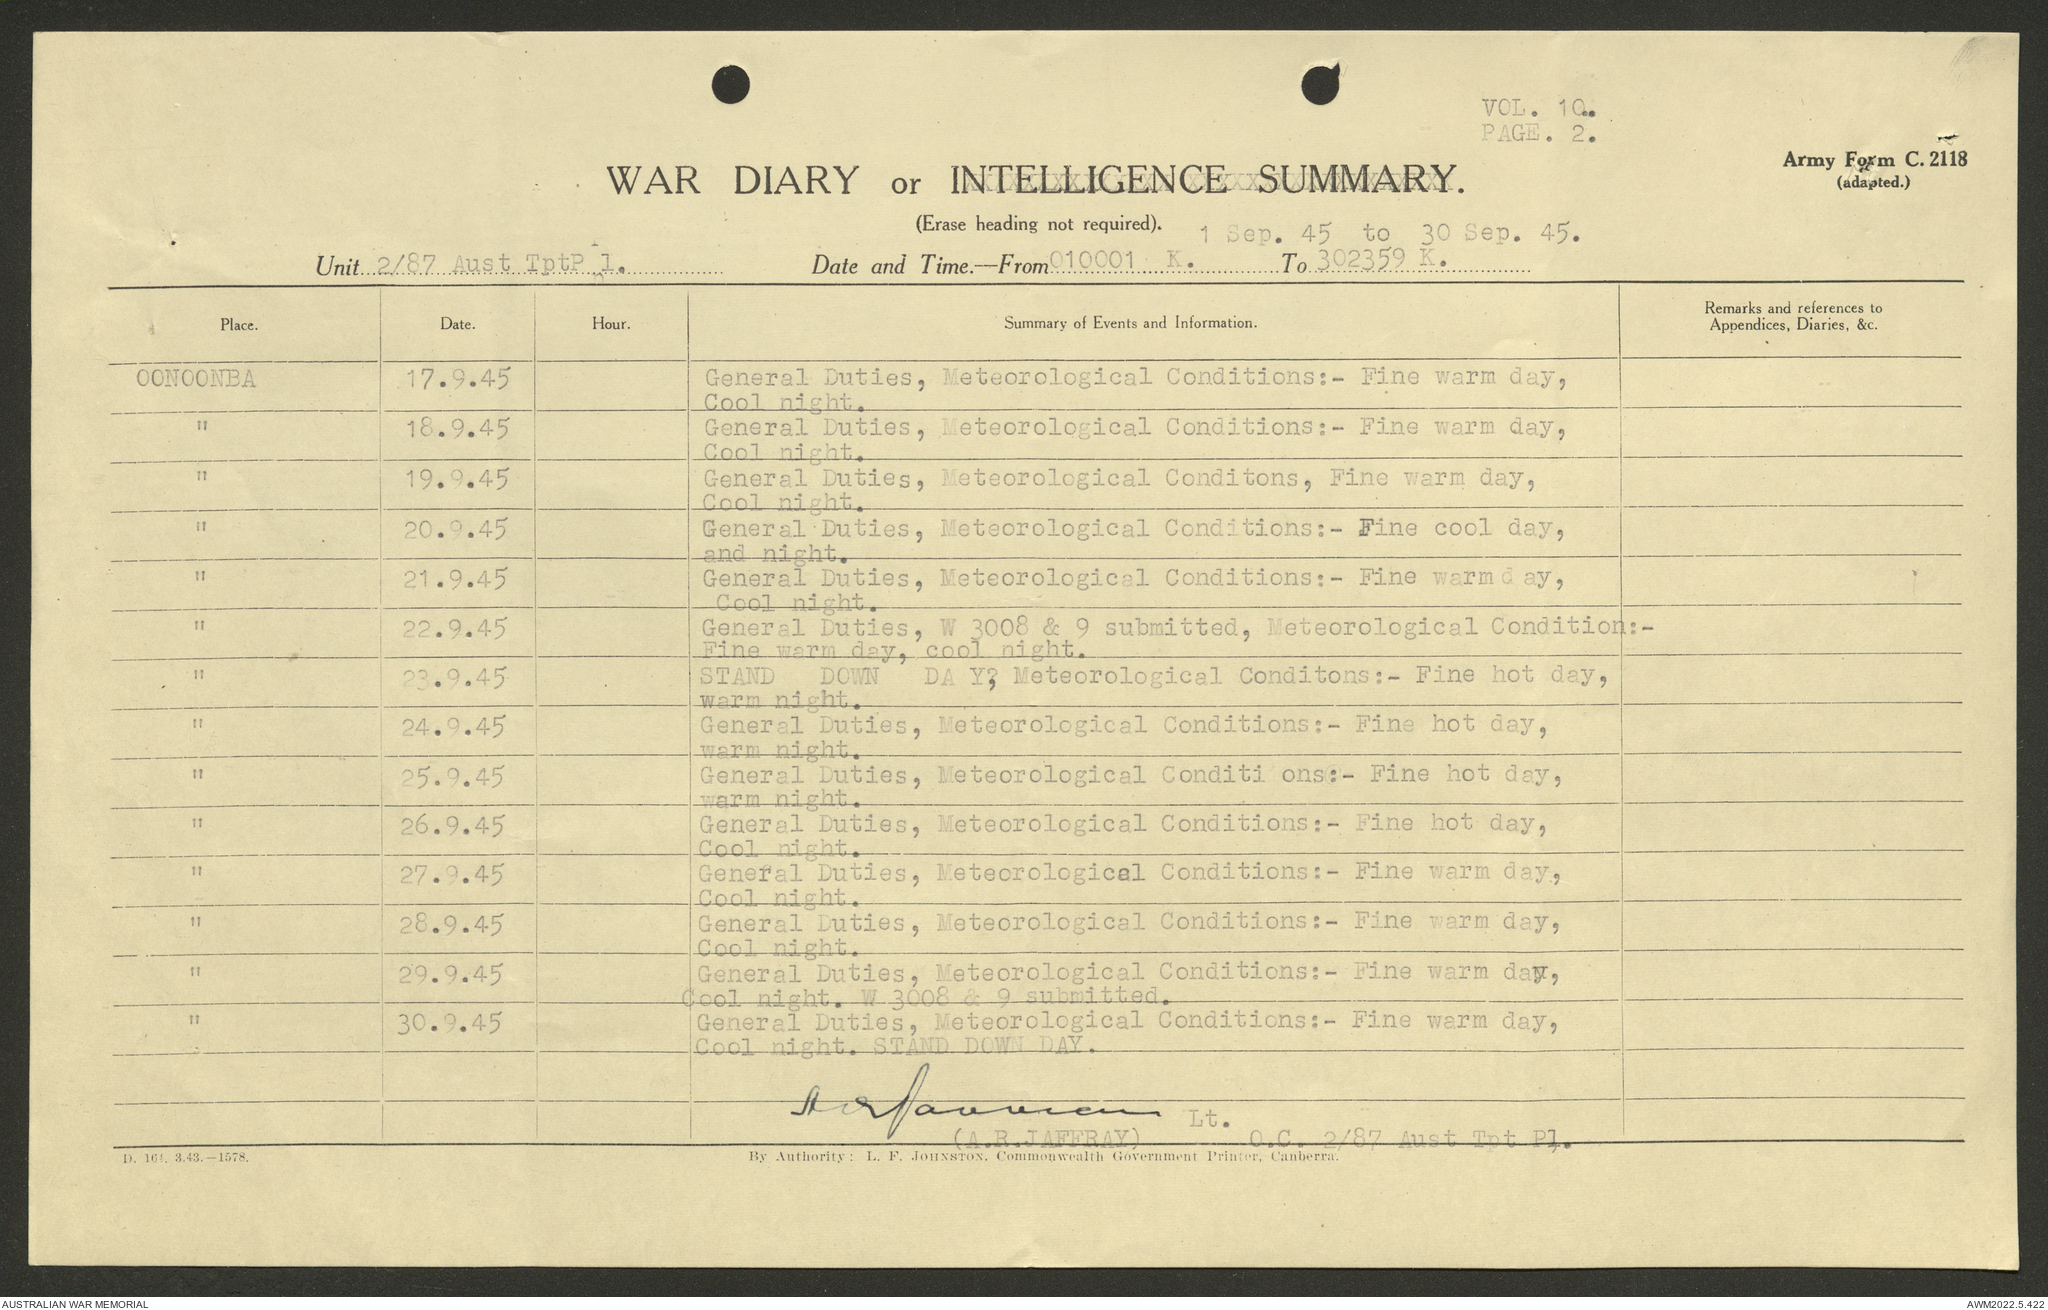 VOL. 10.
PAGE. 2.
Army Form C. 2118
(adapted.)
WAR DIARY or INTELLIGENCE SUMMARY.
(Erase heading not required).
1 Sep. 45 to 30 Sep. 45.
Unit 2/87 Aust TptP l. Date and Time.—From 010001 K. To 302359 K.
Place. Date. Hour. Summary of Events and Information. Remarks and references to
Appendices, Diaries, &c.
OONOONBA 17.9.45 General Duties, Meteorological Conditions:- Fine warm day,
Cool night.
" 18.9.45 General Duties, Meteorological Conditions:- Fine warm day,
Cool night.
" 19.9.45 General Duties, Meteorological Conditons, Fine warm day,
Cool night.
" 20.9.45 General Duties, Meteorological Conditions:- Fine cool day,
and night.
" 21.9.45 General Duties, Meteorological Conditions:- Fine warm d ay,
Cool night.
" 22.9.45 General Duties, W 3008 & 9 submitted, Meteorological Condition:-
Fine warm day, cool night.
" 23.9.45 STAND DOWN DA Y, Meteorological Conditons:- Fine hot day,
warm night.
" 24.9.45 General Duties, Meteorological Conditions:- Fine hot day,
warm night.
" 25.9.45 General Duties, Meteorological Conditi ons:- Fine hot day,
warm night.
" 26.9.45 General Duties, Meteorological Conditions:- Fine hot day,
Cool night.
" 27.9.45 General Duties, Meteorological Conditions:- Fine warm day,
Cool night.
" 28.9.45 General Duties, Meteorological Conditions:- Fine warm day,
Cool night.
" 29.9.45 General Duties, Meteorological Conditions:- Fine warm day,
Cool night. W 3008 & 9 submitted.
" 30.9.45 General Duties, Meteorological Conditions:- Fine warm day,
Cool night. STAND DOWN DAY.
Lt.
(A.R.JAFFRAY) O.C. 2/87 Aust Tpt Pl.
D. 164. 3.43.—1578. By Authority: L. F. JOHNSTON, Commonwealth Government Printer, Canberra.
AUSTRALIAN WAR MEMORIAL AWM2022.5.422